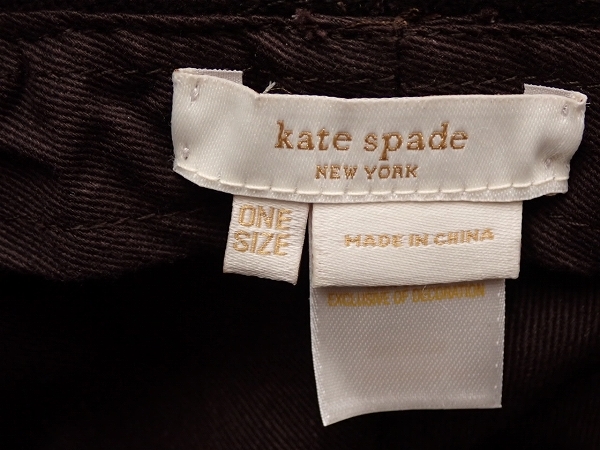 kate spade
NEW YORK
ONE
SIZE
MADE IN CHINA
EXCLUSIVE OF DECORATION